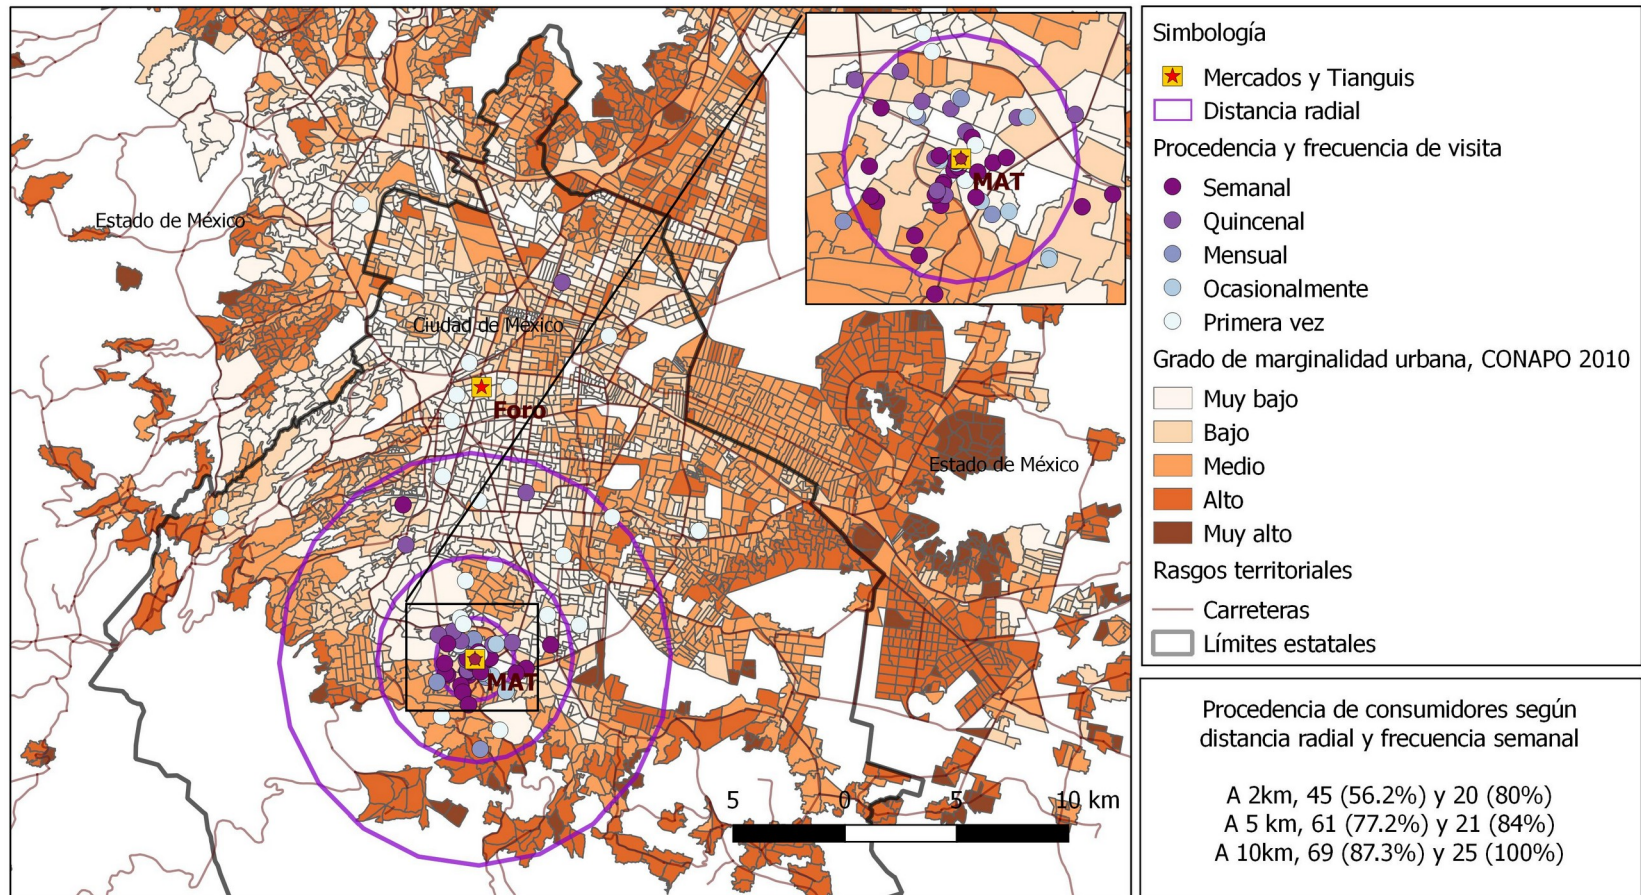 Estado de México
Ciudad de México
Foro
Estado de México
MAT
MAT
5 0 5 10 km
Simbología
Mercados y Tianguis
Distancia radial
Procedencia y frecuencia de visita
Semanal
Quincenal
Mensual
Ocasionalmente
Primera vez
Grado de marginalidad urbana, CONAPO 2010
Muy bajo
Bajo
Medio
Alto
Muy alto
Rasgos territoriales
Carreteras
Límites estatales
Procedencia de consumidores según
distancia radial y frecuencia semanal
A 2km, 45 (56.2%) y 20 (80%)
A 5 km, 61 (77.2%) y 21 (84%)
A 10km, 69 (87.3%) y 25 (100%)